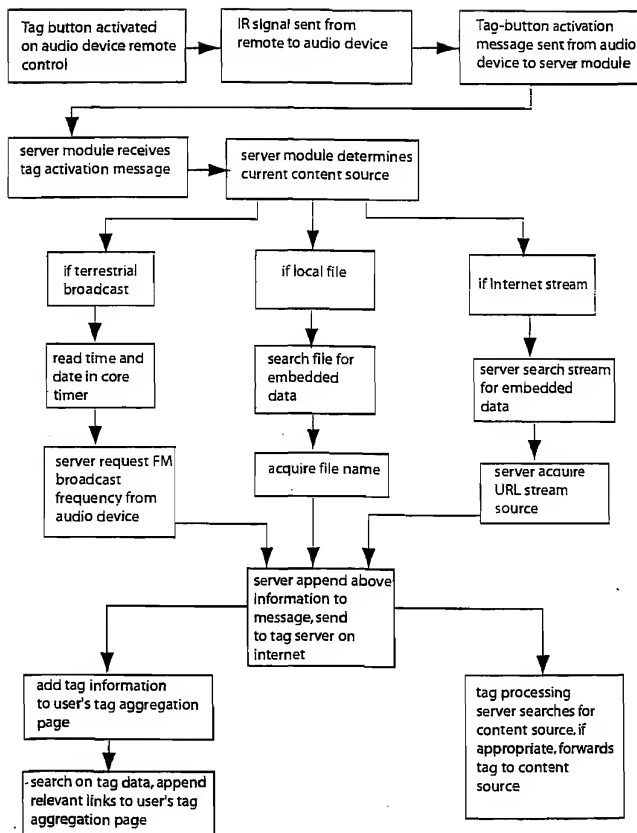 Tag button activated
on audio device remote
control
IR signal sent from
remote to audio device
Tag-button activation
message sent from audio
device to server module
server module receives
tag activation message
server module determines
current content source
if terrestrial
broadcast
if local file
if Internet stream
read time and
date in core
timer
search file for
embedded
data
server search stream
for embedded
data
server request FM
broadcast
frequency from
audio device
acquire file name
server acquire
URL stream
source
server append above
information to
message, send
to tag server on
internet
add tag information
to user's tag aggregation
page
tag processing
server searches for
content source, if
appropriate, forwards
tag to content
source
search on tag data, append
relevant links to user's tag
aggregation page